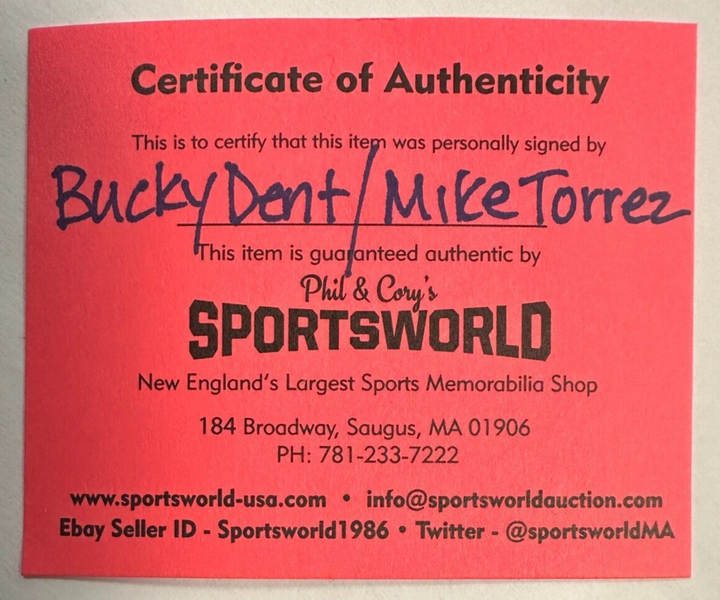 Certificate of Authenticity
This is to certify that this item was personally signed by
Bucky Dent/Mike Torrez
This item is guaranteed authentic by
Phil & Cory's
SPORTSWORLD
New England's Largest Sports Memorabilia Shop
184 Broadway, Saugus, MA 01906
PH: 781-233-7222
www.sportsworld-usa.com • info@sportsworldauction.com
Ebay Seller ID - Sportsworld1986 • Twitter - @sportsworldMA